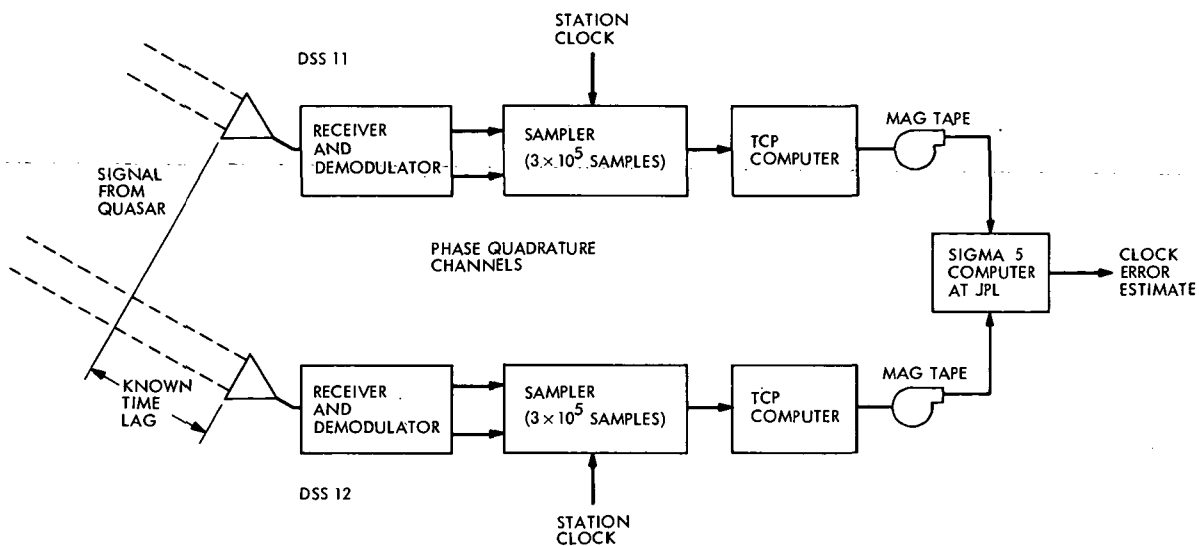 STATION
CLOCK
DSS 11
RECEIVER
AND
DEMODULATOR
SAMPLER
(3 × 10⁵ SAMPLES)
TCP
COMPUTER
MAG TAPE
SIGNAL
FROM
QUASAR
PHASE QUADRATURE
CHANNELS
SIGMA 5
COMPUTER
AT JPL
CLOCK
ERROR
ESTIMATE
KNOWN
TIME
LAG
RECEIVER
AND
DEMODULATOR
SAMPLER
(3 × 10⁵ SAMPLES)
TCP
COMPUTER
MAG TAPE
DSS 12
STATION
CLOCK